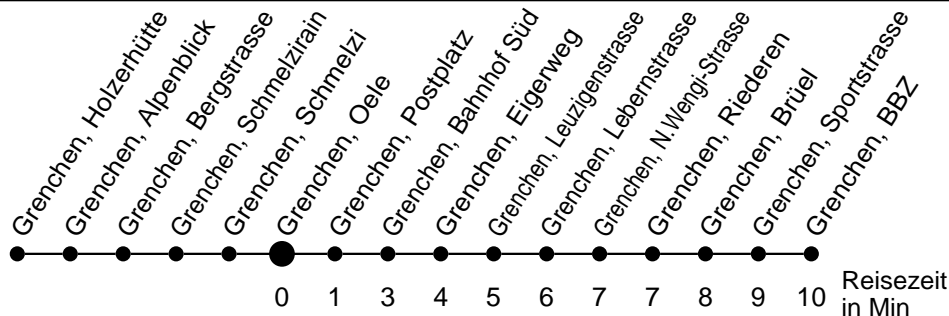 Grenchen, Holzerhütte
Grenchen, Alpenblick
Grenchen, Bergstrasse
Grenchen, Schmelzirain
Grenchen, Schmelzi
Grenchen, Oele
Grenchen, Postplatz
Grenchen, Bahnhof Süd
Grenchen, Eigerweg
Grenchen, Leuzigenstrasse
Grenchen, Lebernstrasse
Grenchen, N.Wengi-Strasse
Grenchen, Riederen
Grenchen, Brüel
Grenchen, Sportstrasse
Grenchen, BBZ
0 1 3 4 5 6 7 7 8 9 10
Reisezeit
in Min